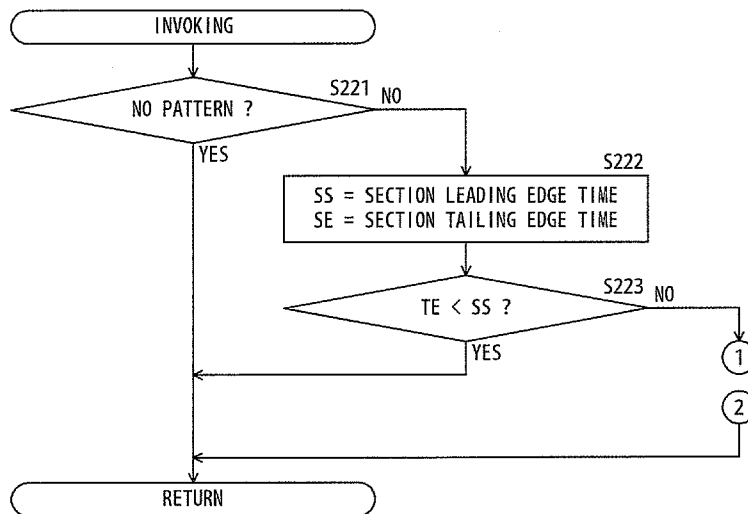 INVOKING
S221
NO PATTERN ?
NO
YES
S222
SS = SECTION LEADING EDGE TIME
SE = SECTION TAILING EDGE TIME
S223
TE < SS ?
NO
YES
1
2
RETURN